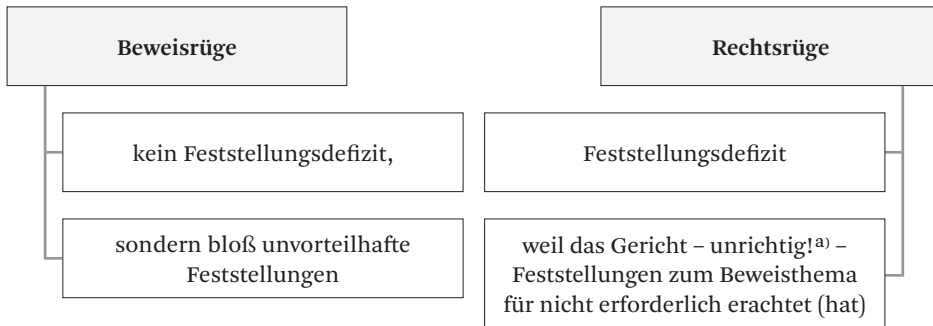 Beweisrüge
Rechtsrüge
kein Feststellungsdefizit,
Feststellungsdefizit
sondern bloß unvorteilhafte
Feststellungen
weil das Gericht – unrichtig!a) –
Feststellungen zum Beweisthema
für nicht erforderlich erachtet (hat)